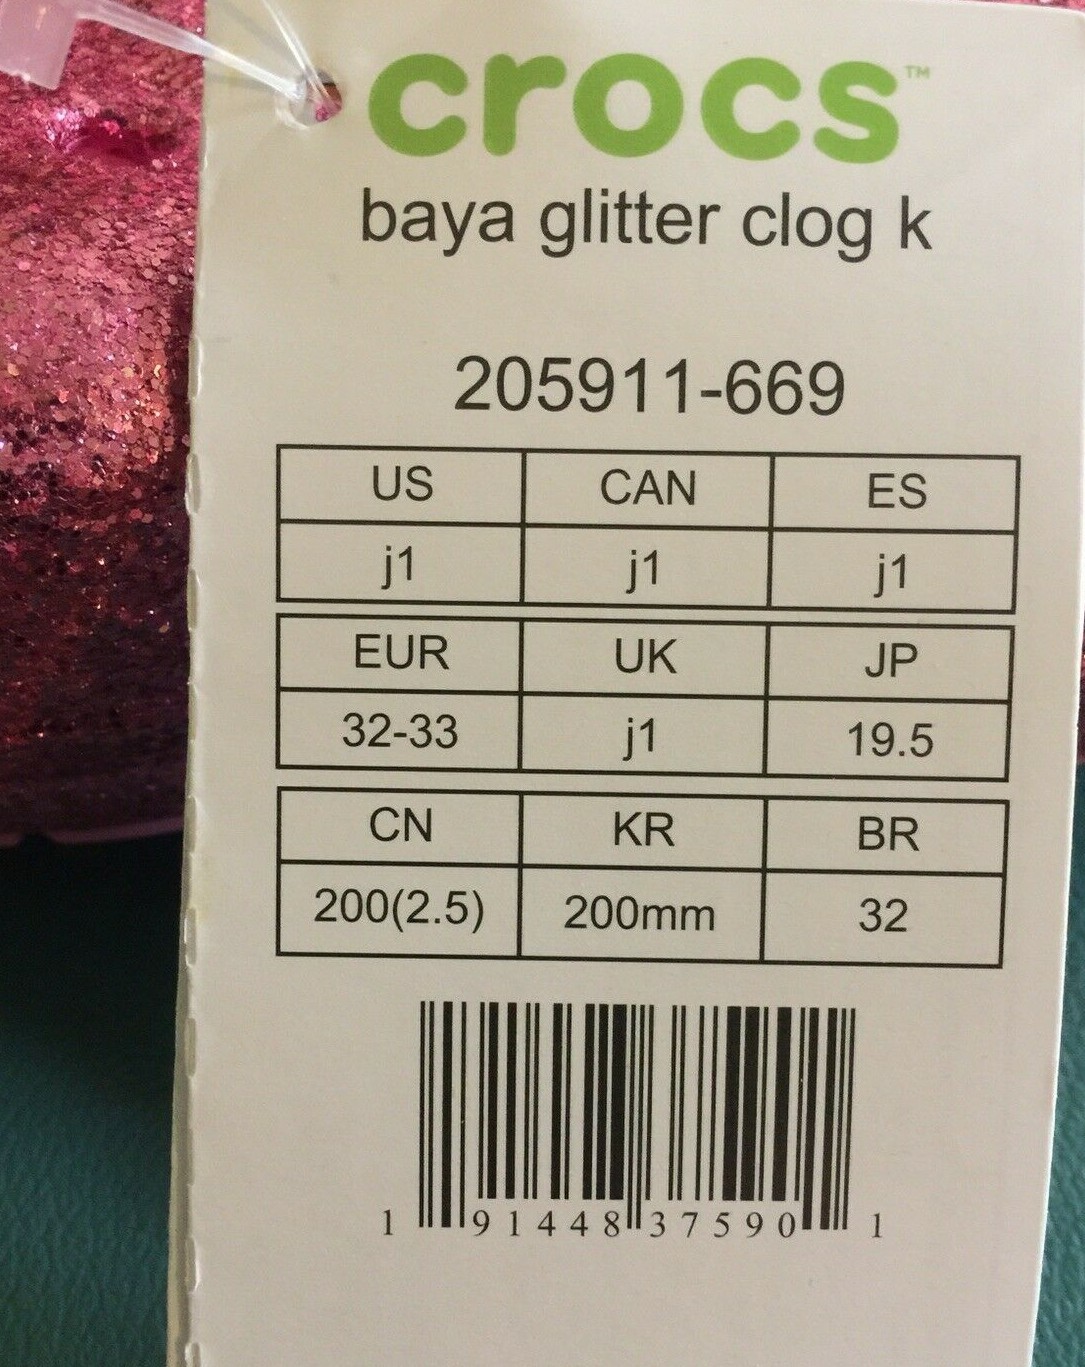 crocs™
baya glitter clog k
205911-669
US CAN ES
j1 j1 j1
EUR UK JP
32-33 j1 19.5
CN KR BR
200(2.5) 200mm 32
1 91448 37590 1